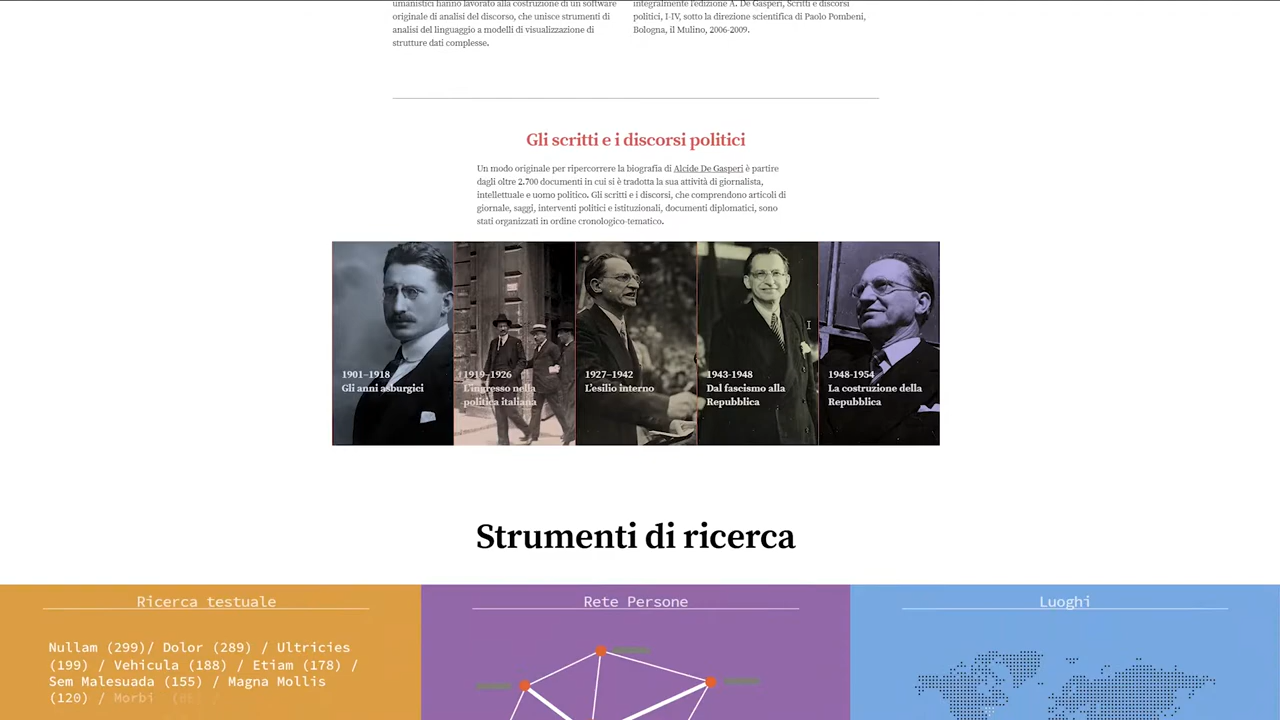 umanistici hanno lavorato alla costruzione di un software
originale di analisi del discorso, che unisce strumenti di
analisi del linguaggio a modelli di visualizzazione di
strutture dati complesse.
integralmente l'edizione A. De Gasperi, Scritti e discorsi
politici, I-IV, sotto la direzione scientifica di Paolo Pombeni,
Bologna, il Mulino, 2006-2009.
Gli scritti e i discorsi politici
Un modo originale per ripercorrere la biografia di Alcide De Gasperi è partire
dagli oltre 2.700 documenti in cui si è tradotta la sua attività di giornalista,
intellettuale e uomo politico. Gli scritti e i discorsi, che comprendono articoli di
giornale, saggi, interventi politici e istituzionali, documenti diplomatici, sono
stati organizzati in ordine cronologico-tematico.
1901–1918
Gli anni asburgici
1919–1926
L'ingresso nella
politica italiana
1927–1942
L'esilio interno
1943-1948
Dal fascismo alla
Repubblica
1948-1954
La costruzione della
Repubblica
Strumenti di ricerca
Ricerca testuale
Nullam (299)/ Dolor (289) / Ultricies
(199) / Vehicula (188) / Etiam (178) /
Sem Malesuada (155) / Magna Mollis
(120) / Morbi
Rete Persone
Luoghi